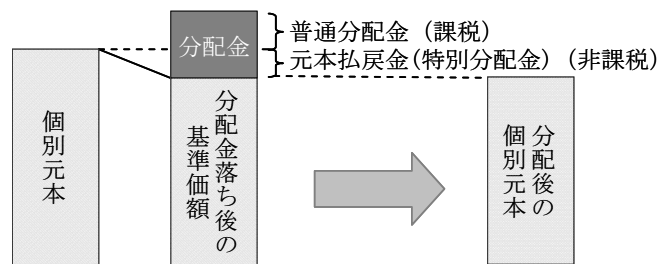 分配金
普通分配金（課税）
元本払戻金（特別分配金）（非課税）
個別元本
分配金落ち後の
基準価額
分配後の
個別元本